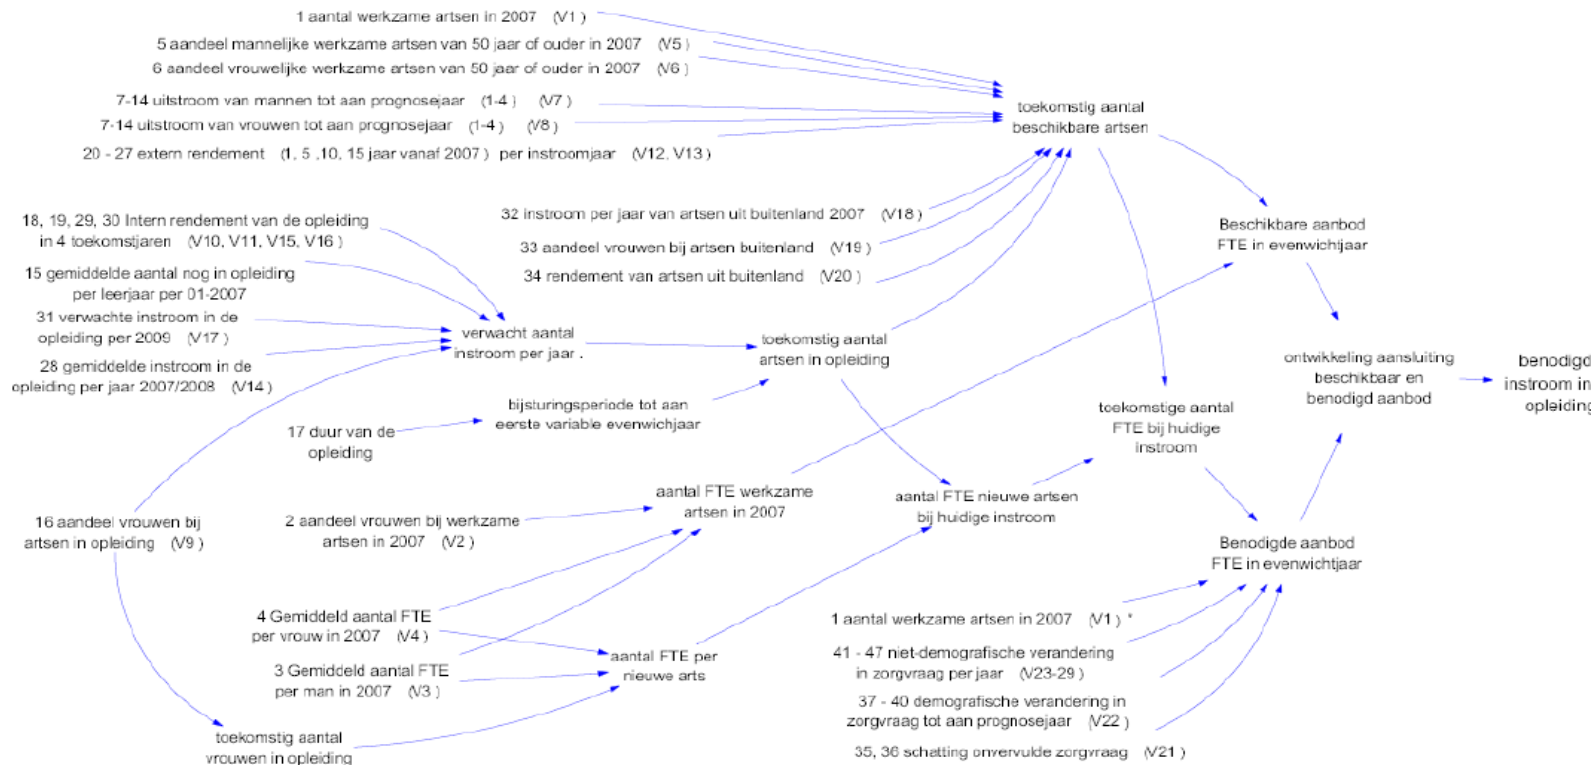 1 aantal werkzame artsen in 2007 (V1 )
5 aandeel mannelijke werkzame artsen van 50 jaar of ouder in 2007 (V5 )
6 aandeel vrouwelijke werkzame artsen van 50 jaar of ouder in 2007 (V6 )
7-14 uitstroom van mannen tot aan prognosejaar (1-4 ) (V7 )
7-14 uitstroom van vrouwen tot aan prognosejaar (1-4 ) (V8 )
20 - 27 extern rendement (1, 5 ,10, 15 jaar vanaf 2007 ) per instroomjaar (V12, V13 )
toekomstig aantal
beschikbare artsen
18, 19, 29, 30 Intern rendement van de opleiding
in 4 toekomstjaren (V10, V11, V15, V16 )
15 gemiddelde aantal nog in opleiding
per leerjaar per 01-2007
31 verwachte instroom in de
opleiding per 2009 (V17 )
28 gemiddelde instroom in de
opleiding per jaar 2007/2008 (V14 )
32 instroom per jaar van artsen uit buitenland 2007 (V18 )
33 aandeel vrouwen bij artsen buitenland (V19 )
34 rendement van artsen uit buitenland (V20 )
Beschikbare aanbod
FTE in evenwichtjaar
verwacht aantal
instroom per jaar .
toekomstig aantal
artsen in opleiding
ontwikkeling aansluiting
beschikbaar en
benodigd aanbod
benodigd
instroom in
opleiding
bijsturingsperiode tot aan
eerste variable evenwichjaar
17 duur van de
opleiding
toekomstige aantal
FTE bij huidige
instroom
aantal FTE werkzame
artsen in 2007
aantal FTE nieuwe artsen
bij huidige instroom
16 aandeel vrouwen bij
artsen in opleiding (V9 )
2 aandeel vrouwen bij werkzame
artsen in 2007 (V2 )
Benodigde aanbod
FTE in evenwichtjaar
4 Gemiddeld aantal FTE
per vrouw in 2007 (V4 )
3 Gemiddeld aantal FTE
per man in 2007 (V3 )
aantal FTE per
nieuwe arts
1 aantal werkzame artsen in 2007 (V1 ) *
41 - 47 niet-demografische verandering
in zorgvraag per jaar (V23-29 )
37 - 40 demografische verandering in
zorgvraag tot aan prognosejaar (V22 )
35, 36 schatting onvervulde zorgvraag (V21 )
toekomstig aantal
vrouwen in opleiding